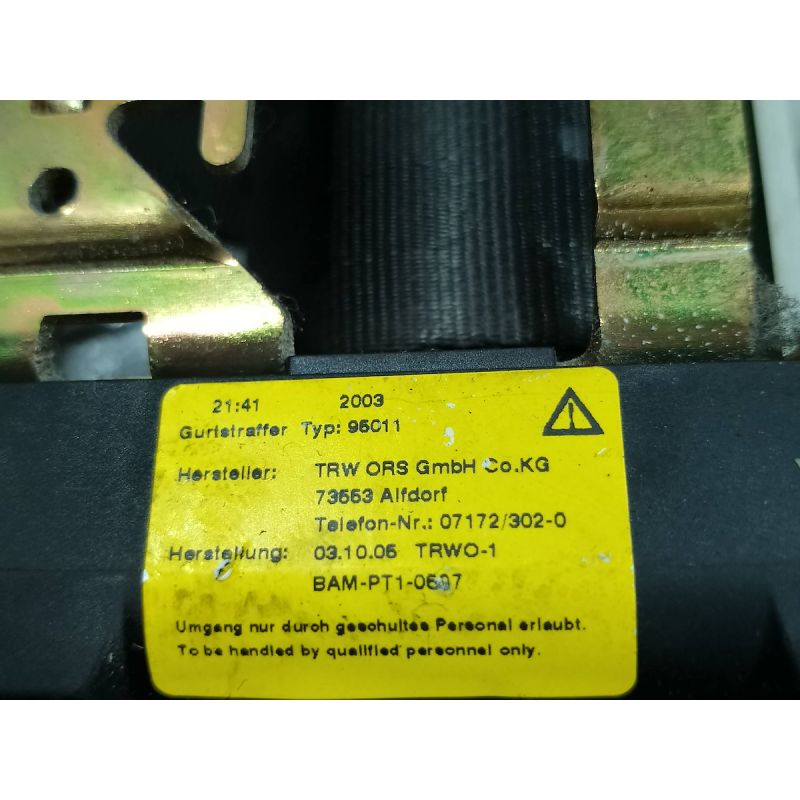 21:41 2003
Gurtstraffer Typ: 95011
Hersteller: TRW ORS GmbH Co.KG
73553 Alfdorf
Telefon-Nr.: 07172/302-0
Herstellung: 03.10.05 TRWO-1
BAM-PT1-0597
Umgang nur durch geschultes Personal erlaubt.
To be handled by qualified personnel only.